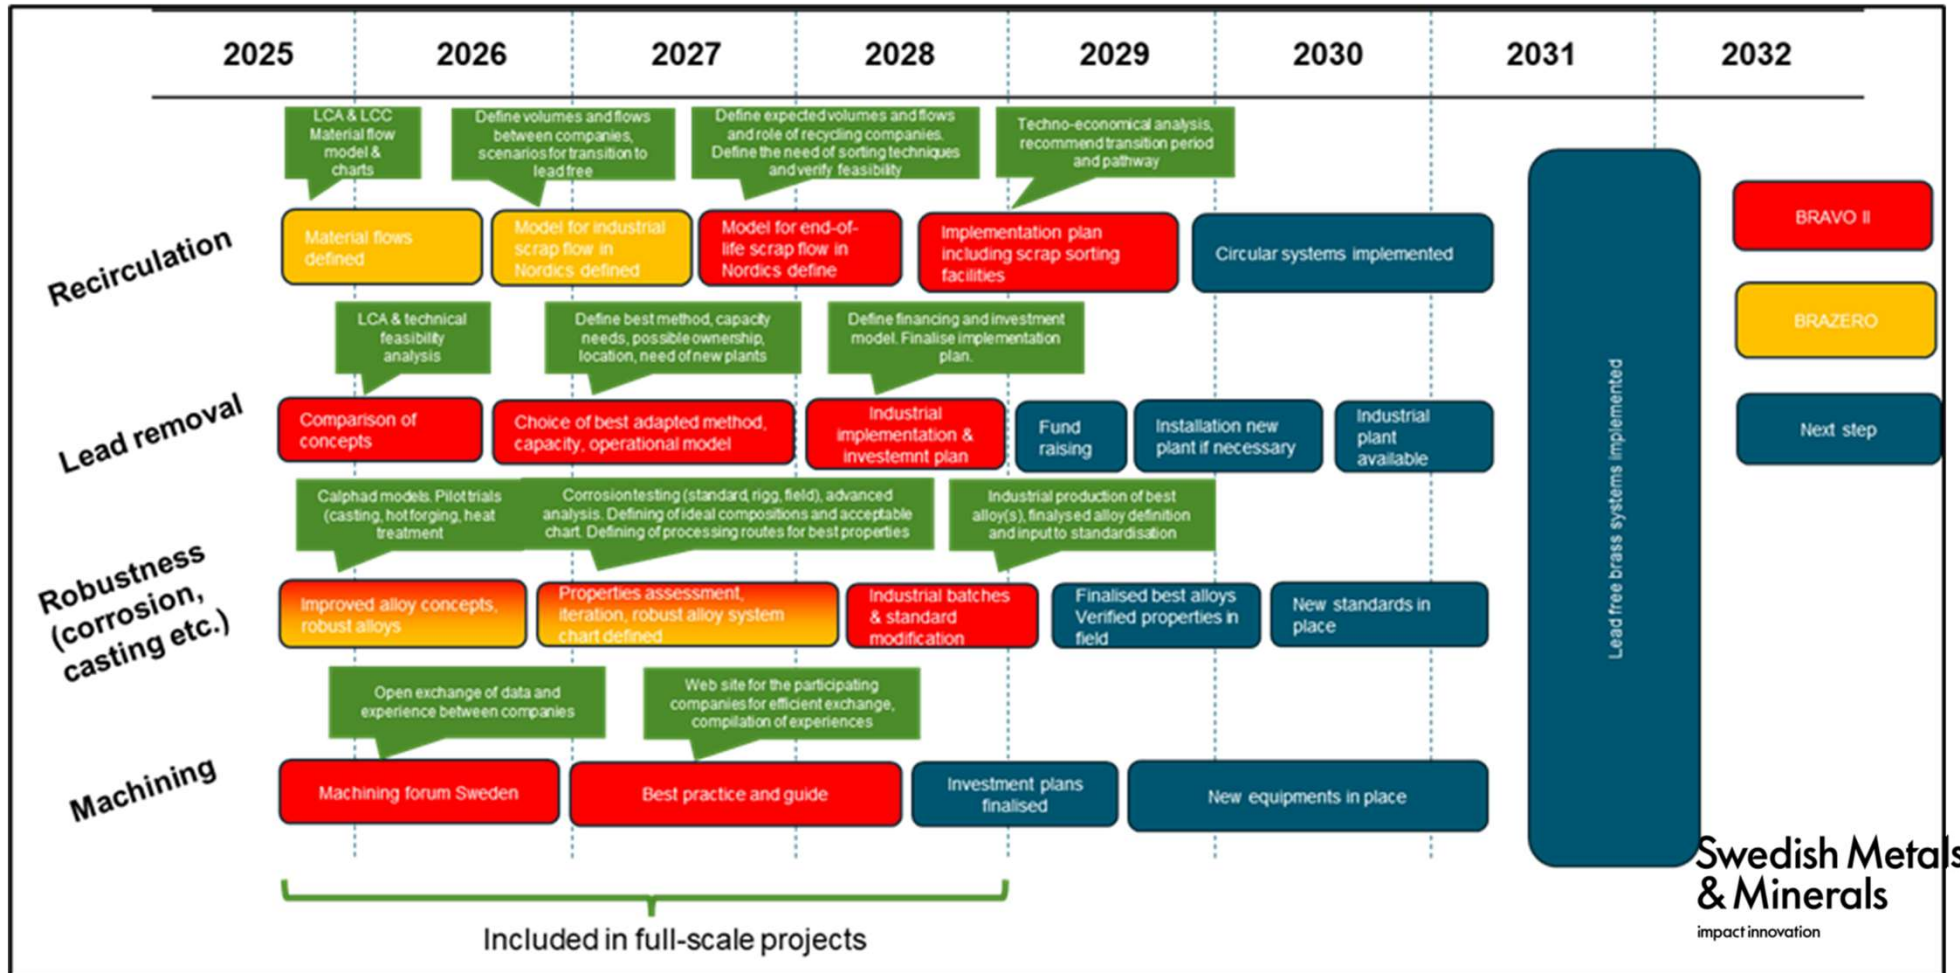 2025 2026 2027 2028 2029 2030 2031 2032
LCA & LCC
Material flow
model &
charts
Define volumes and flows
between companies,
scenarios for transition to
lead free
Define expected volumes and flows
and role of recycling companies.
Define the need of sorting techniques
and verify feasibility
Techno-economical analysis,
recommend transition period
and pathway
Recirculation
Material flows
defined
Model for industrial
scrap flow in
Nordics defined
Model for end-of-
life scrap flow in
Nordics define
Implementation plan
including scrap sorting
facilities
Circular systems implemented
LCA & technical
feasibility
analysis
Define best method, capacity
needs, possible ownership,
location, need of new plants
Define financing and investment
model. Finalise implementation
plan.
Lead removal
Comparison of
concepts
Choice of best adapted method,
capacity, operational model
Industrial
implementation &
investemnt plan
Fund
raising
Installation new
plant if necessary
Industrial
plant
available
Calphad models. Pilot trials
(casting, hot forging, heat
treatment
Corrosion testing (standard, rigg, field), advanced
analysis. Defining of ideal compositions and acceptable
chart. Defining of processing routes for best properties
Industrial production of best
alloy(s), finalysed alloy definition
and input to standardisation
Robustness
(corrosion,
casting etc.)
Improved alloy concepts,
robust alloys
Properties assessment,
iteration, robust alloy system
chart defined
Industrial batches
& standard
modification
Finalised best alloys
Verified properties in
field
New standards in
place
Open exchange of data and
experience between companies
Web site for the participating
companies for efficient exchange,
compilation of experiences
Machining
Machining forum Sweden
Best practice and guide
Investment plans
finalised
New equipments in place
Lead free brass systems implemented
BRAVO II
BRAZERO
Next step
Included in full-scale projects
Swedish Metals
& Minerals
impact innovation